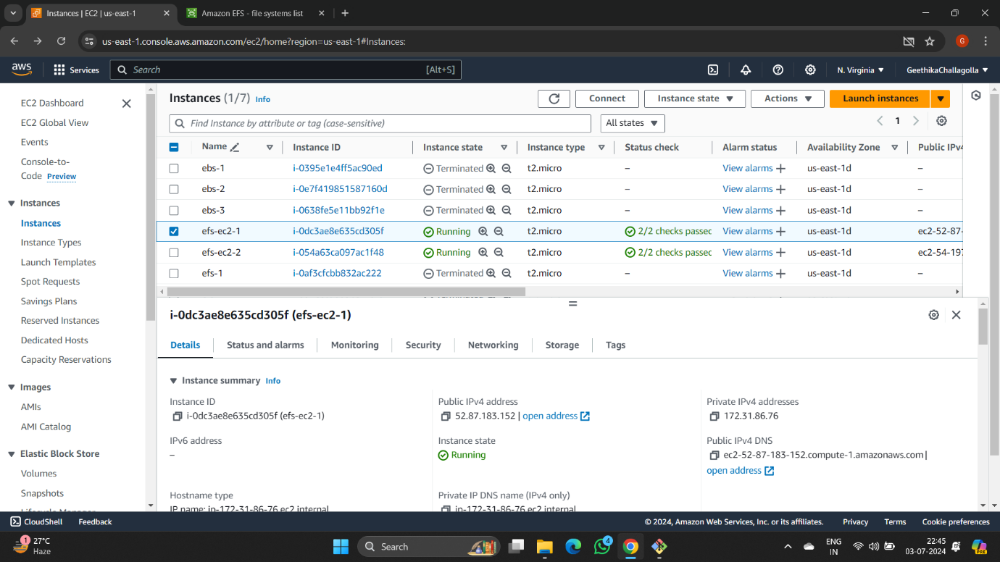 Instances | EC2 | us-east-1
Amazon EFS - file systems list
us-east-1.console.aws.amazon.com/ec2/home?region=us-east-1#Instances:
G
aws
Services
Search [Alt+S]
N. Virginia
GeethikaChallagolla
EC2 Dashboard
EC2 Global View
Events
Console-to-
Code Preview
Instances
Instances
Instance Types
Launch Templates
Spot Requests
Savings Plans
Reserved Instances
Dedicated Hosts
Capacity Reservations
Images
AMIs
AMI Catalog
Elastic Block Store
Volumes
Snapshots
Instances (1/7) Info
Connect
Instance state
Actions
Launch instances
Find Instance by attribute or tag (case-sensitive)
All states
1
Name Instance ID Instance state Instance type Status check Alarm status Availability Zone Public IPv4
ebs-1 i-0395e1e4ff5ac90ed Terminated t2.micro – View alarms us-east-1d –
ebs-2 i-0e7f419851587160d Terminated t2.micro – View alarms us-east-1d –
ebs-3 i-0638fe5e11bb92f1e Terminated t2.micro – View alarms us-east-1d –
efs-ec2-1 i-0dc3ae8e635cd305f Running t2.micro 2/2 checks passed View alarms us-east-1d ec2-52-87-
efs-ec2-2 i-054a63ca097ac1f48 Running t2.micro 2/2 checks passed View alarms us-east-1d ec2-54-197
efs-1 i-0af3cfcbb832ac222 Terminated t2.micro – View alarms us-east-1d –
i-0dc3ae8e635cd305f (efs-ec2-1)
Details Status and alarms Monitoring Security Networking Storage Tags
Instance summary Info
Instance ID
i-0dc3ae8e635cd305f (efs-ec2-1)
Public IPv4 address
52.87.183.152 | open address
Private IPv4 addresses
172.31.86.76
IPv6 address
–
Instance state
Running
Public IPv4 DNS
ec2-52-87-183-152.compute-1.amazonaws.com |
open address
Hostname type
IP name: ip-172-31-86-76.ec2.internal
Private IP DNS name (IPv4 only)
ip-172-31-86-76.ec2.internal
CloudShell Feedback
© 2024, Amazon Web Services, Inc. or its affiliates. Privacy Terms Cookie preferences
1
27°C
Haze
Search
4
ENG
IN
22:45
03-07-2024
PRE